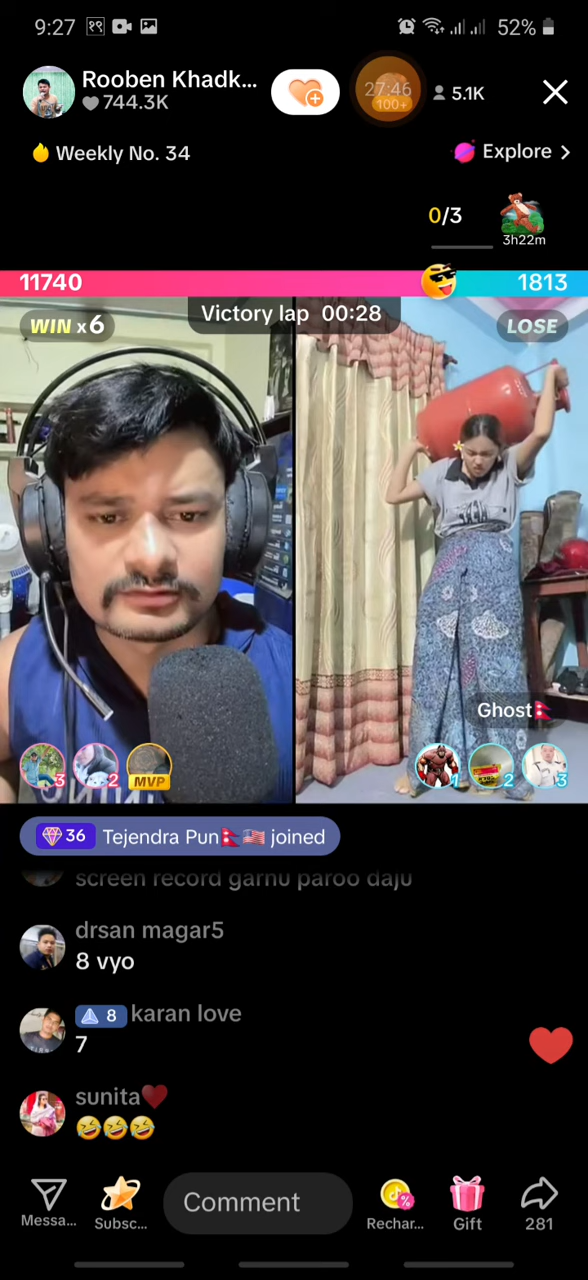 9:27 ११ 52%
Rooben Khadk...
744.3K
27:46
100+
5.1K
Weekly No. 34
Explore >
0/3
3h22m
11740
1813
WIN x6
Victory lap 00:28
LOSE
Ghost🇳🇵
3
2
MVP
1
2
3
36 Tejendra Pun🇳🇵🇺🇸 joined
screen record garnu paroo daju
drsan magar5
8 vyo
8 karan love
7
sunita❤️
🤣🤣🤣
Messa...
Subsc...
Comment
Rechar...
Gift
281